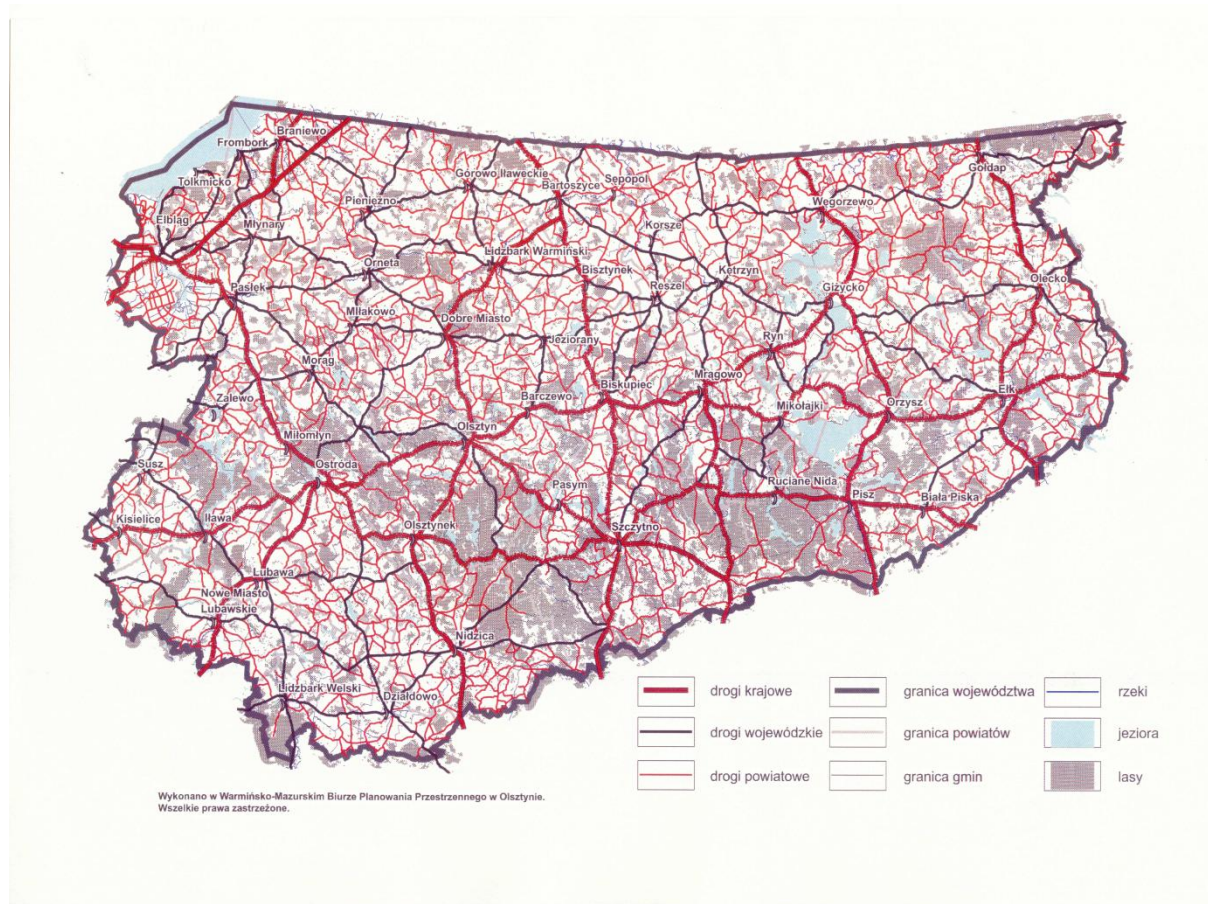 Braniewo
Frombork
Tolkmicko
Elbląg
Młynary
Pieniężno
Górowo Iławeckie
Bartoszyce
Sępopol
Węgorzewo
Gołdap
Korsze
Lidzbark Warmiński
Orneta
Bisztynek
Kętrzyn
Reszel
Giżycko
Olecko
Pasłęk
Miłakowo
Dobre Miasto
Jeziorany
Ryn
Morąg
Mrągowo
Zalewo
Barczewo
Biskupiec
Mikołajki
Orzysz
Ełk
Miłomłyn
Olsztyn
Susz
Ostróda
Pasym
Ruciane Nida
Pisz
Biała Piska
Kisielice
Iława
Olsztynek
Szczytno
Lubawa
Nowe Miasto
Lubawskie
Nidzica
Lidzbark Welski
Działdowo
drogi krajowe
granica województwa
rzeki
drogi wojewódzkie
granica powiatów
jeziora
drogi powiatowe
granica gmin
lasy
Wykonano w Warmińsko-Mazurskim Biurze Planowania Przestrzennego w Olsztynie.
Wszelkie prawa zastrzeżone.